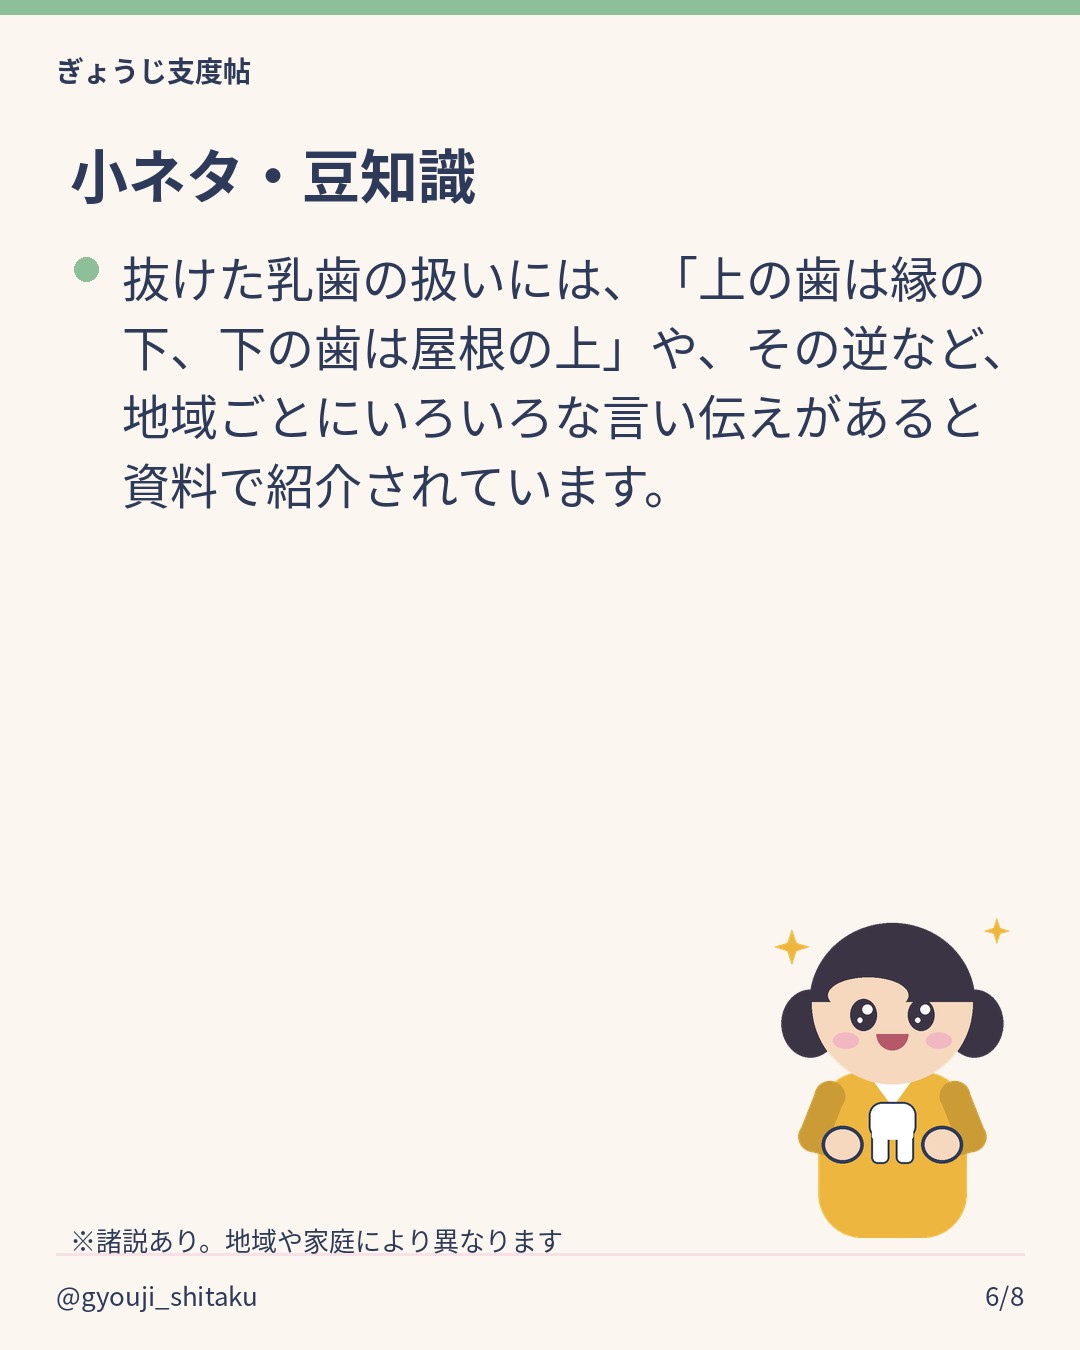 ぎょうじ支度帖
小ネタ・豆知識
抜けた乳歯の扱いには、「上の歯は縁の
下、下の歯は屋根の上」や、その逆など、
地域ごとにいろいろな言い伝えがあると
資料で紹介されています。
※諸説あり。地域や家庭により異なります
@gyouji_shitaku
6/8